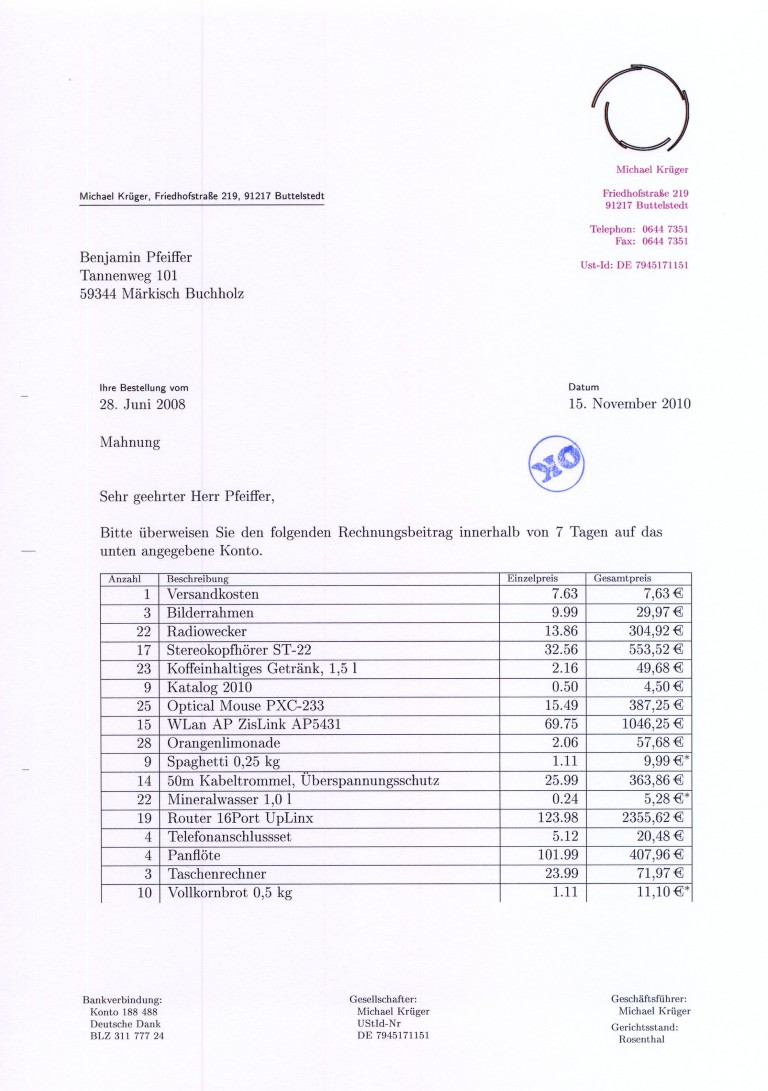 Michael Krüger
Friedhofstraße 219
91217 Buttelstedt
Telephon: 0644 7351
Fax: 0644 7351
Ust-Id: DE 7945171151
Michael Krüger, Friedhofstraße 219, 91217 Buttelstedt
Benjamin Pfeiffer
Tannenweg 101
59344 Märkisch Buchholz
Ihre Bestellung vom Datum
28. Juni 2008 15. November 2010
Mahnung
OK
Sehr geehrter Herr Pfeiffer,
Bitte überweisen Sie den folgenden Rechnungsbeitrag innerhalb von 7 Tagen auf das
unten angegebene Konto.
Anzahl Beschreibung Einzelpreis Gesamtpreis
1 Versandkosten 7.63 7,63 €
3 Bilderrahmen 9.99 29,97 €
22 Radiowecker 13.86 304,92 €
17 Stereokopfhörer ST-22 32.56 553,52 €
23 Koffeinhaltiges Getränk, 1,5 l 2.16 49,68 €
9 Katalog 2010 0.50 4,50 €
25 Optical Mouse PXC-233 15.49 387,25 €
15 WLan AP ZisLink AP5431 69.75 1046,25 €
28 Orangenlimonade 2.06 57,68 €
9 Spaghetti 0,25 kg 1.11 9,99 €*
14 50m Kabeltrommel, Überspannungsschutz 25.99 363,86 €
22 Mineralwasser 1,0 l 0.24 5,28 €*
19 Router 16Port UpLinx 123.98 2355,62 €
4 Telefonanschlussset 5.12 20,48 €
4 Panflöte 101.99 407,96 €
3 Taschenrechner 23.99 71,97 €
10 Vollkornbrot 0,5 kg 1.11 11,10 €*
Bankverbindung:
Konto 188 488
Deutsche Dank
BLZ 311 777 24
Gesellschafter:
Michael Krüger
UStId-Nr
DE 7945171151
Geschäftsführer:
Michael Krüger
Gerichtsstand:
Rosenthal